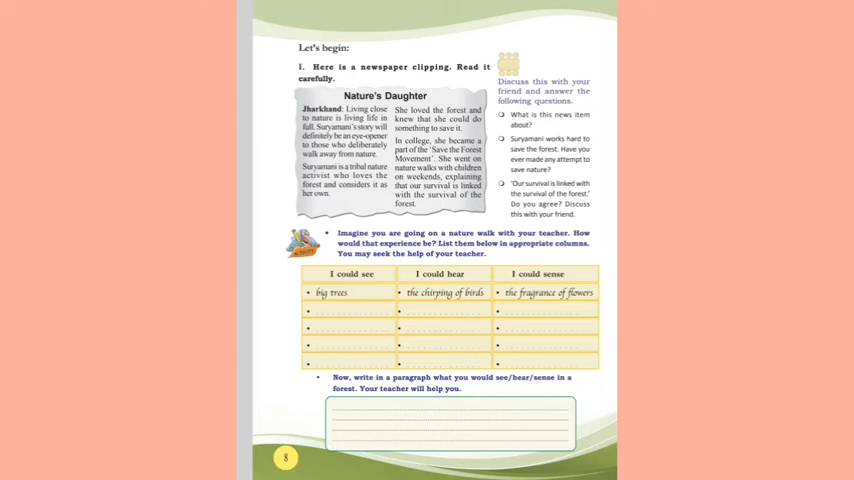 Let's begin:
I. Here is a newspaper clipping. Read it
carefully.
Nature's Daughter
Jharkhand: Living close
to nature is living life in
full. Suryamani's story will
definitely be an eye-opener
to those who deliberately
walk away from nature.
Suryamani is a tribal nature
activist who loves the
forest and considers it as
her own.
She loved the forest and
knew that she could do
something to save it.
In college, she became a
part of the 'Save the Forest
Movement'. She went on
nature walks with children
on weekends, explaining
that our survival is linked
with the survival of the
forest.
Discuss this with your
friend and answer the
following questions.
What is this news item
about?
Suryamani works hard to
save the forest. Have you
ever made any attempt to
save nature?
'Our survival is linked with
the survival of the forest.'
Do you agree? Discuss
this with your friend.
ACTIVITY
• Imagine you are going on a nature walk with your teacher. How
would that experience be? List them below in appropriate columns.
You may seek the help of your teacher.
I could see I could hear I could sense
• big trees • the chirping of birds • the fragrance of flowers
• Now, write in a paragraph what you would see/hear/sense in a
forest. Your teacher will help you.
8